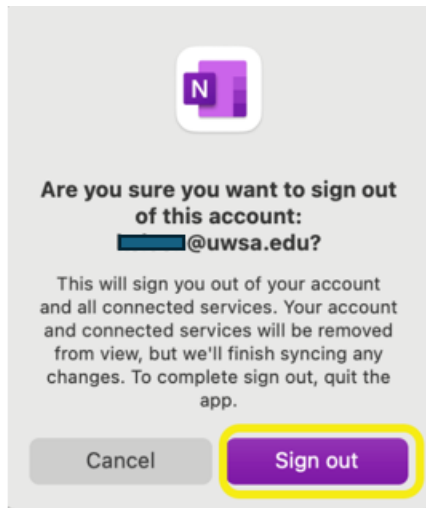 N
Are you sure you want to sign out
of this account:
@uwsa.edu?
This will sign you out of your account
and all connected services. Your account
and connected services will be removed
from view, but we'll finish syncing any
changes. To complete sign out, quit the
app.
Cancel
Sign out